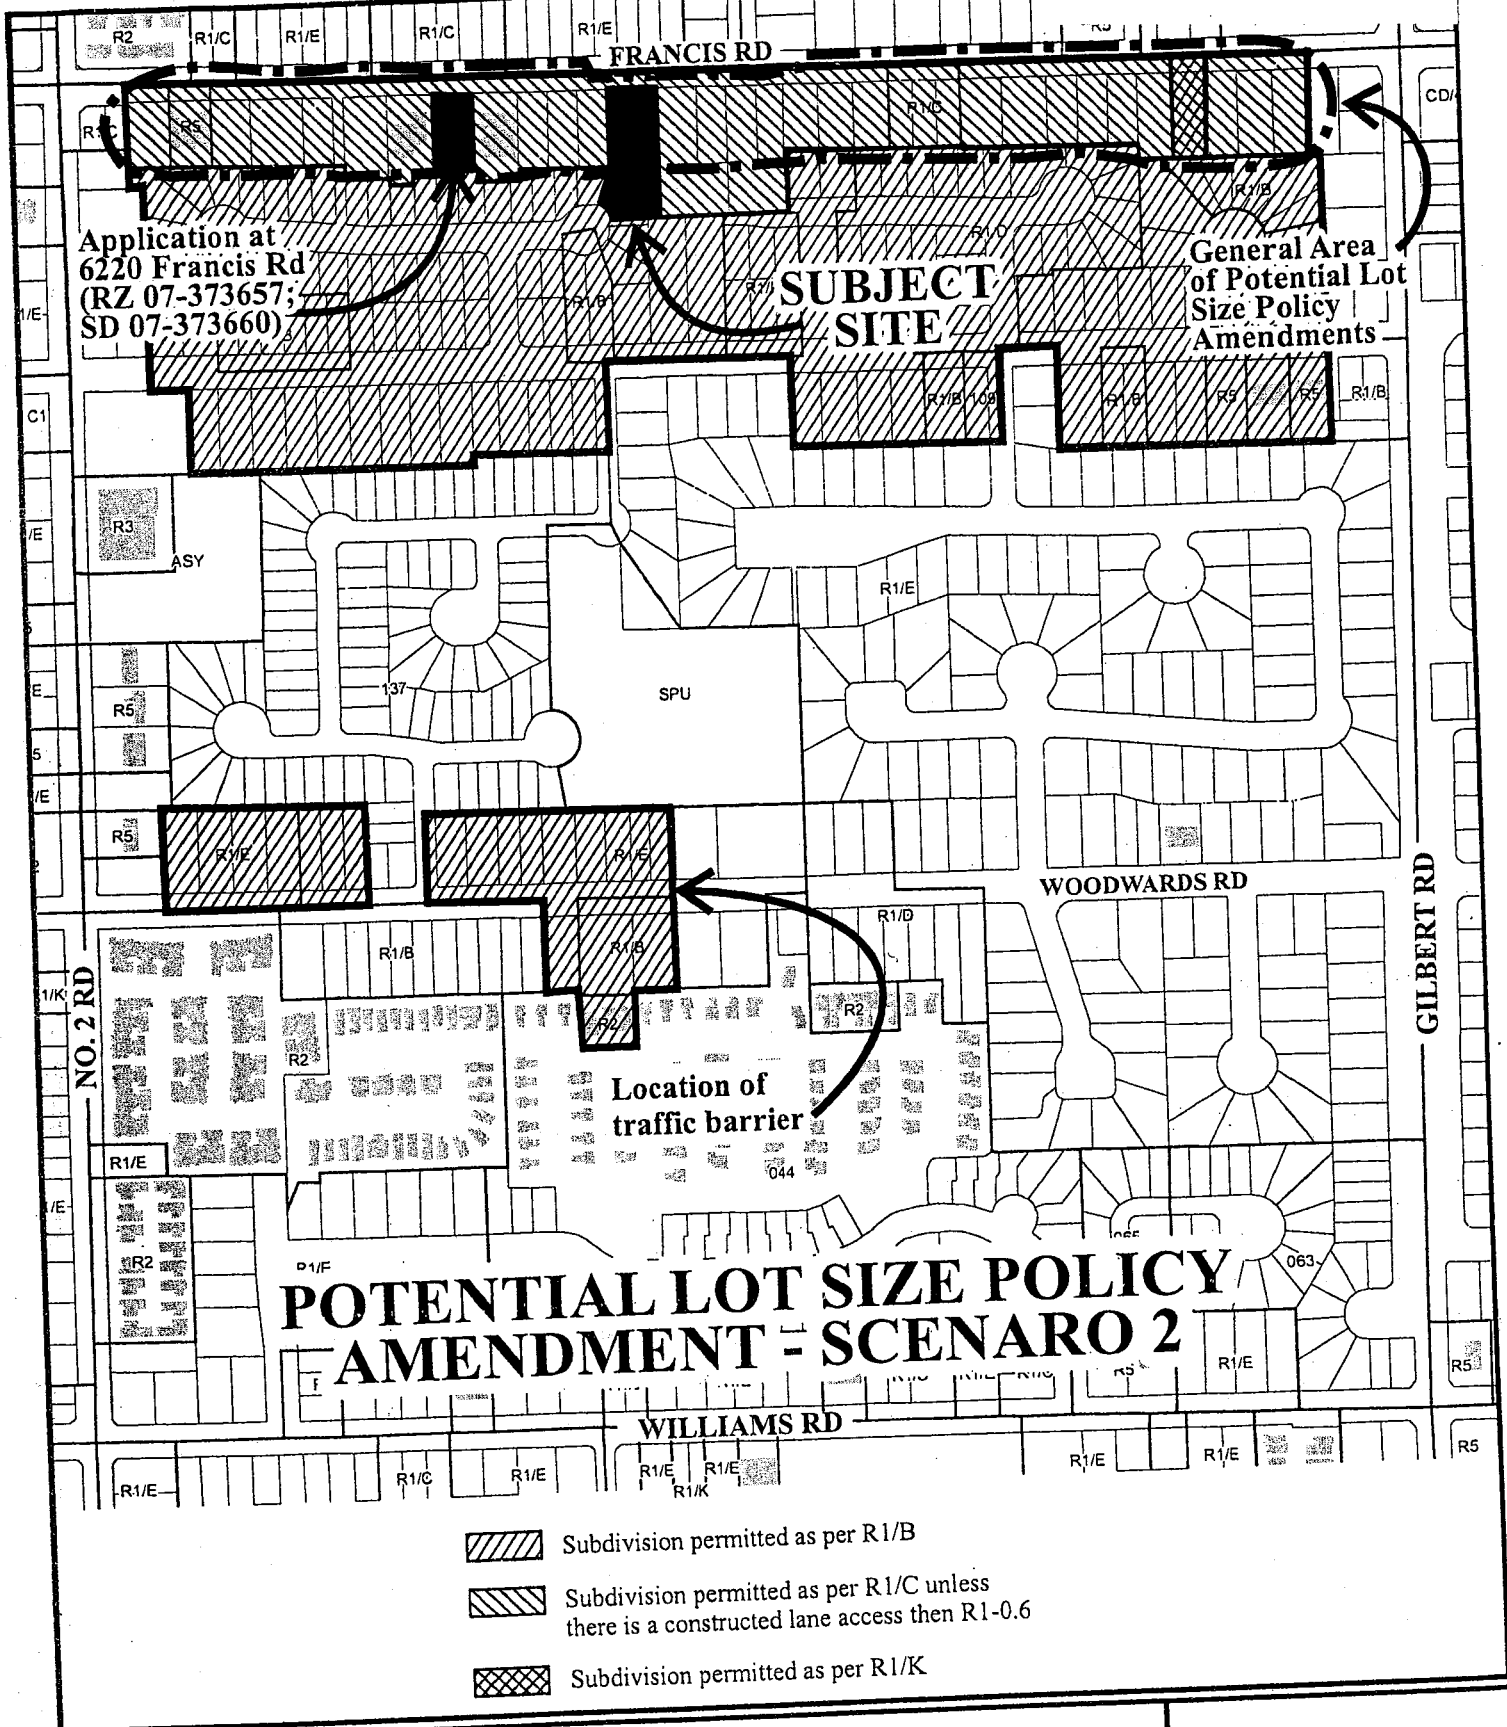 R2
R1/C
R1/E
R1/C
R1/E
FRANCIS RD
R5
R1/C
CD/
R1/B
R1/D
Application at
6220 Francis Rd
(RZ 07-373657;
SD 07-373660)
SUBJECT
SITE
General Area
of Potential Lot
Size Policy
Amendments
1/E
R1/B
C1
R1/B
109
R1/B
R5
R5
R1/B
R3
/E
ASY
R1/E
137
SPU
E
R5
5
/E
R5
R1/E
R1/E
WOODWARDS RD
R1/D
R1/B
R1/B
NO. 2 RD
GILBERT RD
1/K
R2
R2
R2
Location of
traffic barrier
R1/E
044
/E
R2
065
063
R1/E
POTENTIAL LOT SIZE POLICY
AMENDMENT - SCENARO 2
R5
R1/E
R5
WILLIAMS RD
R1/E
R1/C
R1/E
R1/E
R1/E
R1/K
R1/E
R1/E
R5
Subdivision permitted as per R1/B
Subdivision permitted as per R1/C unless
there is a constructed lane access then R1-0.6
Subdivision permitted as per R1/K